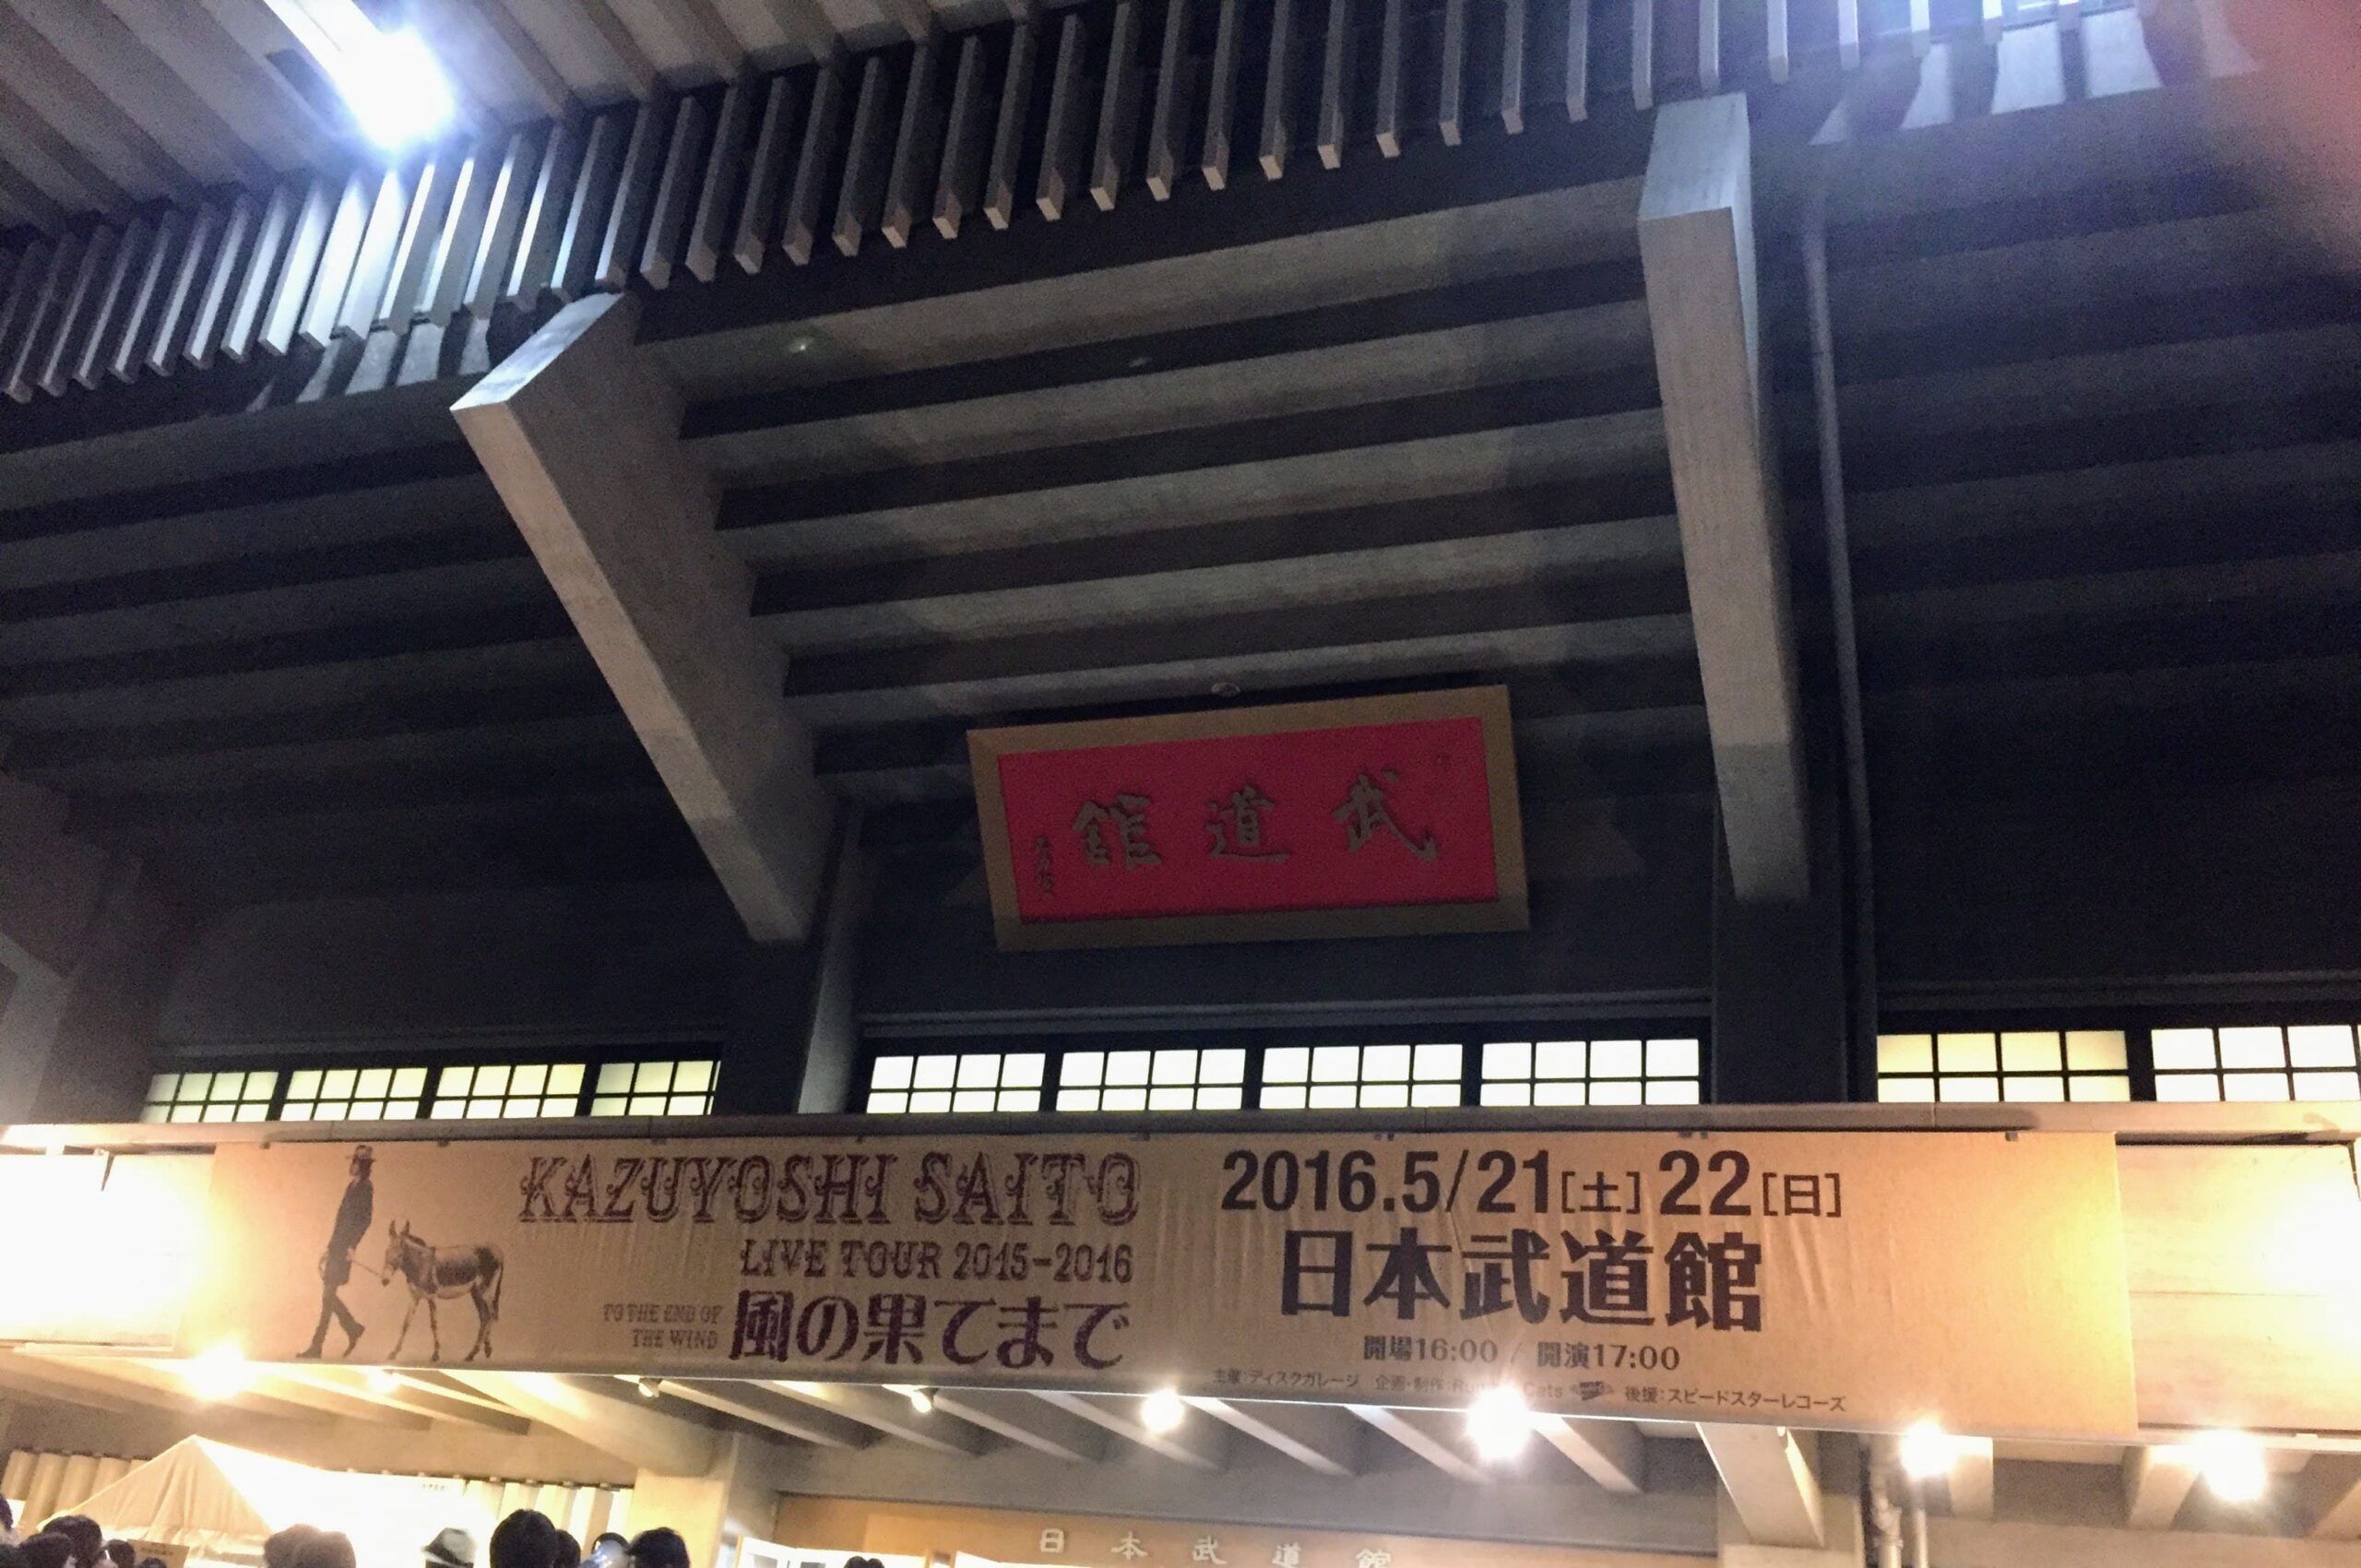 武道館
KAZUYOSHI SAITO
LIVE TOUR 2015-2016
TO THE END OF
THE WIND
風の果てまで
2016.5/21[土]22[日]
日本武道館
開場16:00 / 開演17:00
主催:ディスクガレージ 企画・制作: Cats 後援:スピードスターレコーズ
日本武道館